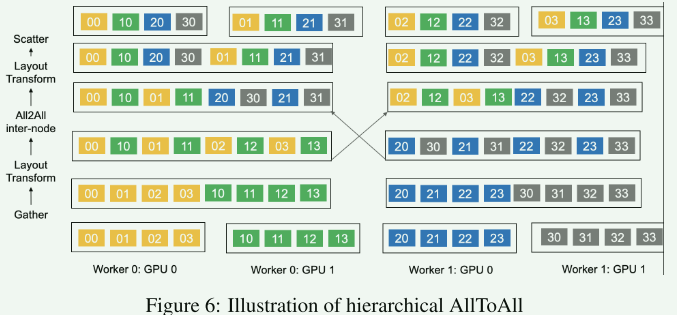 00 10 20 30 01 11 21 31 02 12 22 32 03 13 23 33
Scatter
00 10 20 30 01 11 21 31 02 12 22 32 03 13 23 33
Layout
Transform
00 10 01 11 20 30 21 31 02 12 03 13 22 32 23 33
All2All
inter-node
00 10 01 11 02 12 03 13 20 30 21 31 22 32 23 33
Layout
Transform
00 01 02 03 10 11 12 13 20 21 22 23 30 31 32 33
Gather
00 01 02 03 10 11 12 13 20 21 22 23 30 31 32 33
Worker 0: GPU 0 Worker 0: GPU 1 Worker 1: GPU 0 Worker 1: GPU 1
Figure 6: Illustration of hierarchical AllToAll